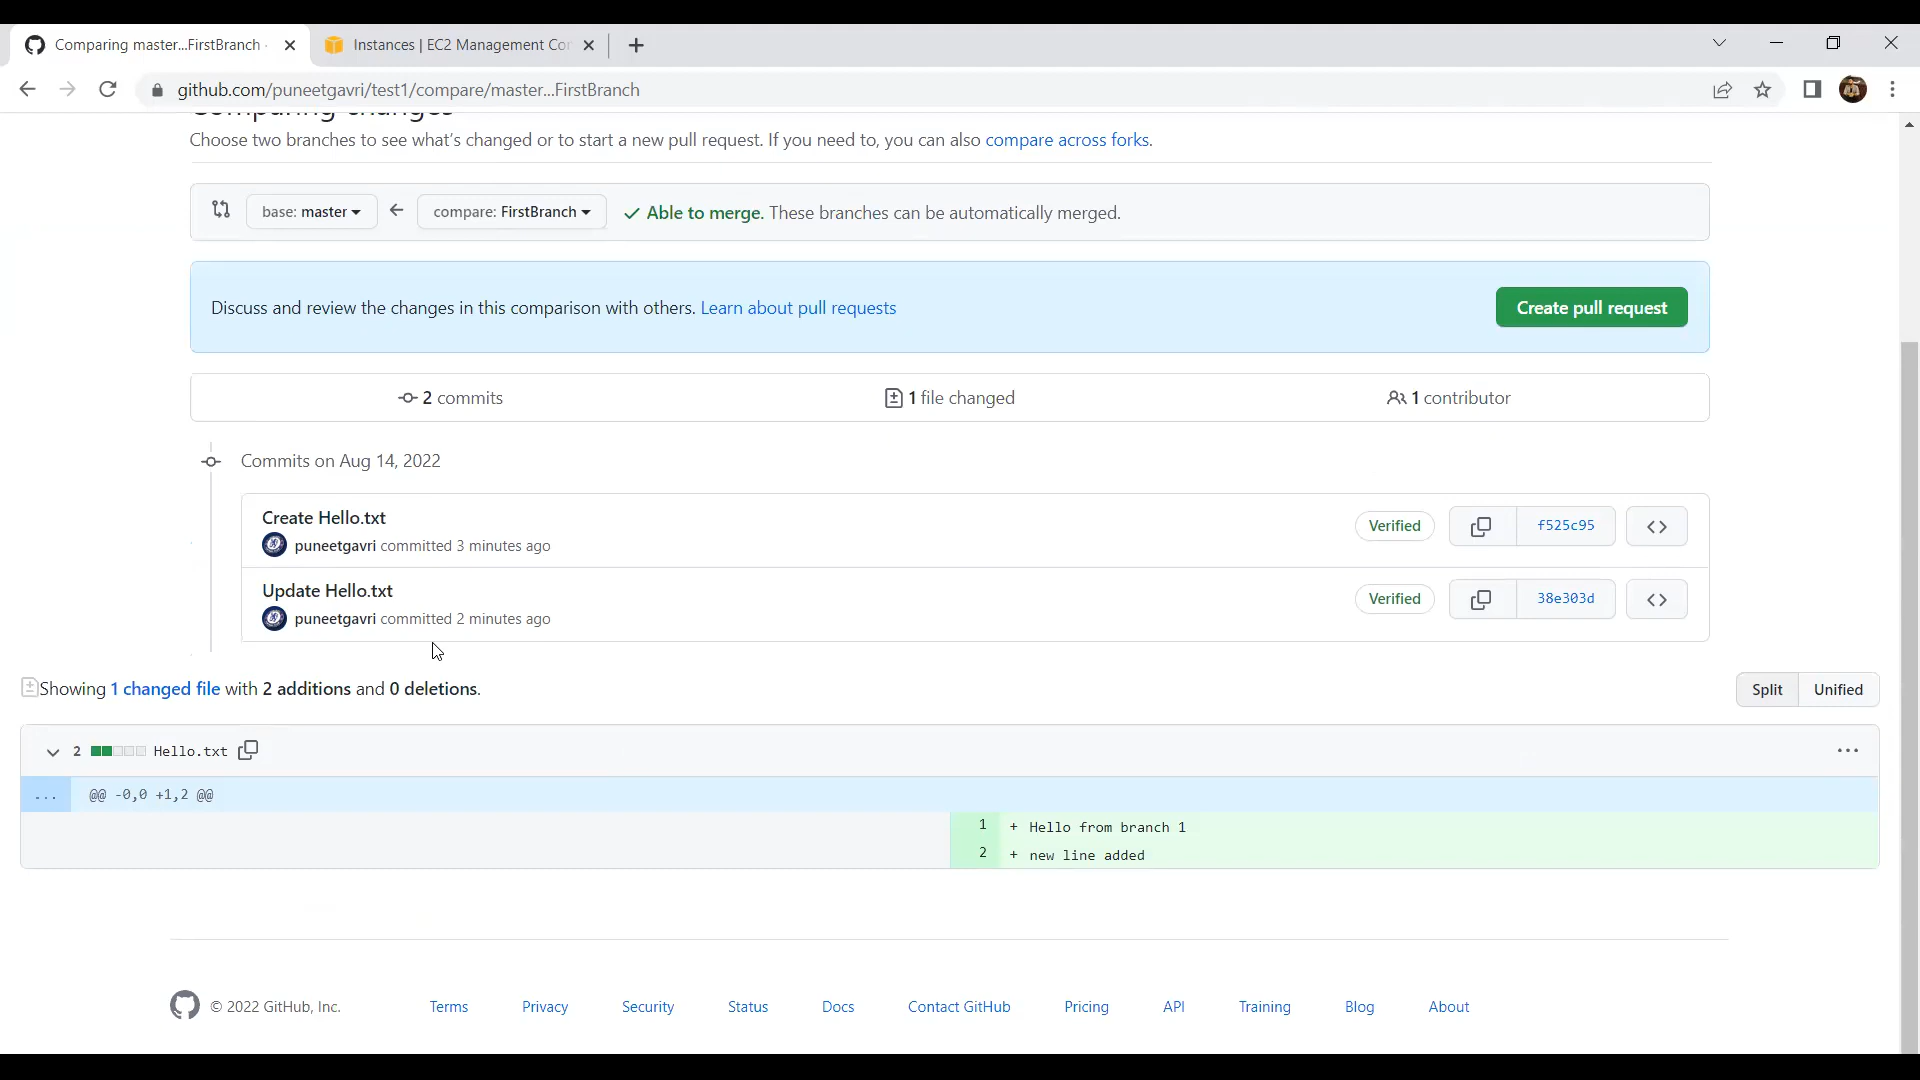 Comparing master...FirstBranch ·
Instances | EC2 Management Con
github.com/puneetgavri/test1/compare/master...FirstBranch
Comparing changes
Choose two branches to see what's changed or to start a new pull request. If you need to, you can also compare across forks.
base: master
compare: FirstBranch
Able to merge. These branches can be automatically merged.
Discuss and review the changes in this comparison with others. Learn about pull requests
Create pull request
2 commits
1 file changed
1 contributor
Commits on Aug 14, 2022
Create Hello.txt
puneetgavri committed 3 minutes ago
Verified
f525c95
Update Hello.txt
puneetgavri committed 2 minutes ago
Verified
38e303d
Showing 1 changed file with 2 additions and 0 deletions.
Split
Unified
2
Hello.txt
...
@@ -0,0 +1,2 @@
1 + Hello from branch 1
2 + new line added
© 2022 GitHub, Inc.
Terms
Privacy
Security
Status
Docs
Contact GitHub
Pricing
API
Training
Blog
About